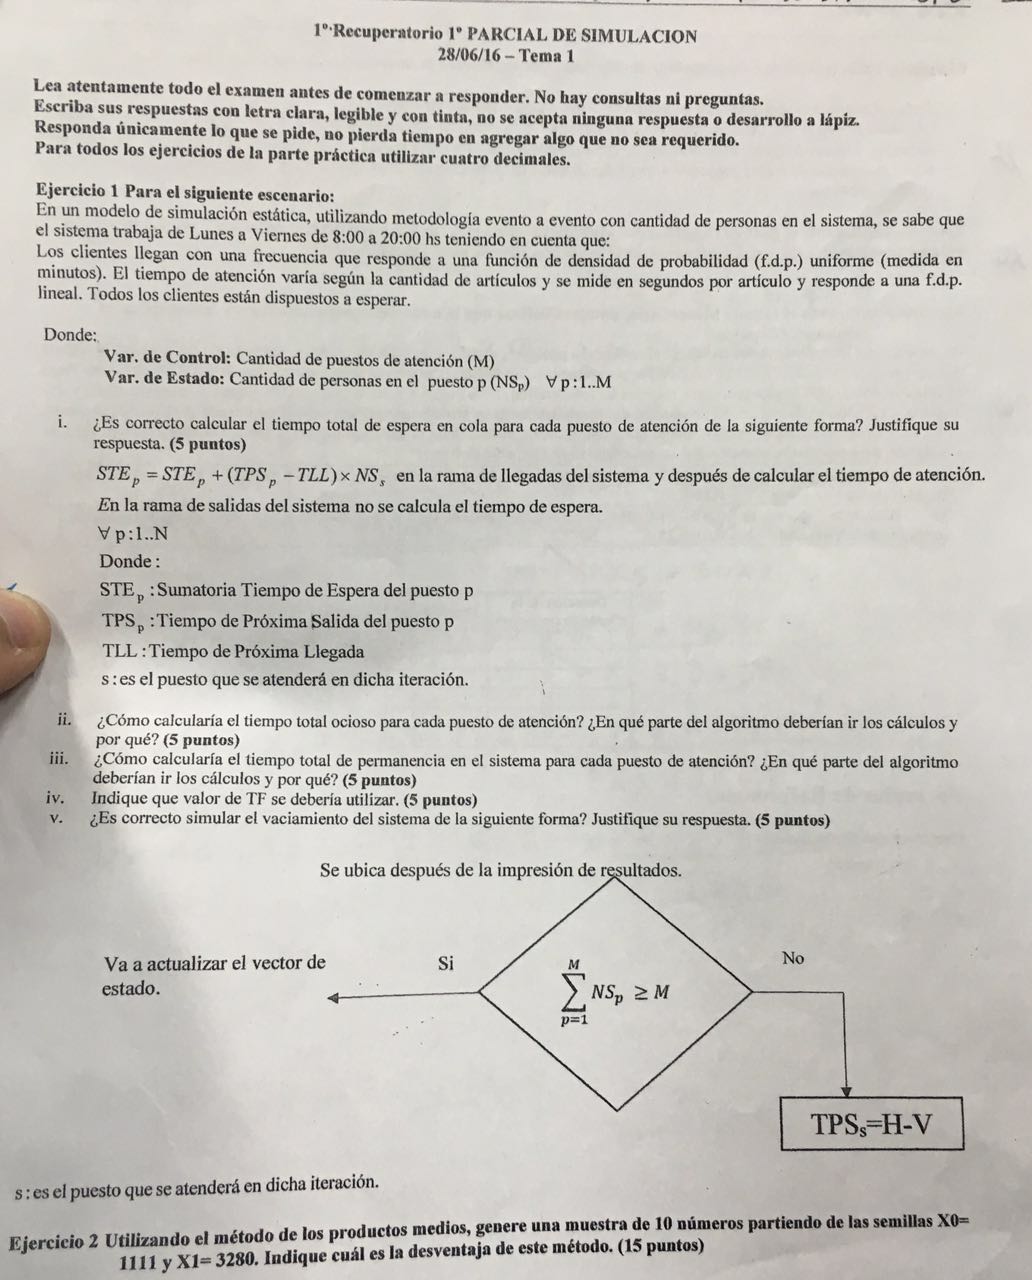 1º Recuperatorio 1º PARCIAL DE SIMULACION
28/06/16 – Tema 1
Lea atentamente todo el examen antes de comenzar a responder. No hay consultas ni preguntas.
Escriba sus respuestas con letra clara, legible y con tinta, no se acepta ninguna respuesta o desarrollo a lápiz.
Responda únicamente lo que se pide, no pierda tiempo en agregar algo que no sea requerido.
Para todos los ejercicios de la parte práctica utilizar cuatro decimales.
Ejercicio 1 Para el siguiente escenario:
En un modelo de simulación estática, utilizando metodología evento a evento con cantidad de personas en el sistema, se sabe que
el sistema trabaja de Lunes a Viernes de 8:00 a 20:00 hs teniendo en cuenta que:
Los clientes llegan con una frecuencia que responde a una función de densidad de probabilidad (f.d.p.) uniforme (medida en
minutos). El tiempo de atención varía según la cantidad de artículos y se mide en segundos por artículo y responde a una f.d.p.
lineal. Todos los clientes están dispuestos a esperar.
Donde:
Var. de Control: Cantidad de puestos de atención (M)
Var. de Estado: Cantidad de personas en el puesto p (NSp) ∀ p:1..M
i. ¿Es correcto calcular el tiempo total de espera en cola para cada puesto de atención de la siguiente forma? Justifique su
respuesta. (5 puntos)
STEp = STEp + (TPSp − TLL) × NSs en la rama de llegadas del sistema y después de calcular el tiempo de atención.
En la rama de salidas del sistema no se calcula el tiempo de espera.
∀ p:1..N
Donde :
STEp : Sumatoria Tiempo de Espera del puesto p
TPSp : Tiempo de Próxima Salida del puesto p
TLL : Tiempo de Próxima Llegada
s : es el puesto que se atenderá en dicha iteración.
ii. ¿Cómo calcularía el tiempo total ocioso para cada puesto de atención? ¿En qué parte del algoritmo deberían ir los cálculos y
por qué? (5 puntos)
iii. ¿Cómo calcularía el tiempo total de permanencia en el sistema para cada puesto de atención? ¿En qué parte del algoritmo
deberían ir los cálculos y por qué? (5 puntos)
iv. Indique que valor de TF se debería utilizar. (5 puntos)
v. ¿Es correcto simular el vaciamiento del sistema de la siguiente forma? Justifique su respuesta. (5 puntos)
Se ubica después de la impresión de resultados.
Va a actualizar el vector de
estado.
Si
M
∑ NSp ≥ M
p=1
No
TPSs=H-V
s : es el puesto que se atenderá en dicha iteración.
Ejercicio 2 Utilizando el método de los productos medios, genere una muestra de 10 números partiendo de las semillas X0=
1111 y X1= 3280. Indique cuál es la desventaja de este método. (15 puntos)